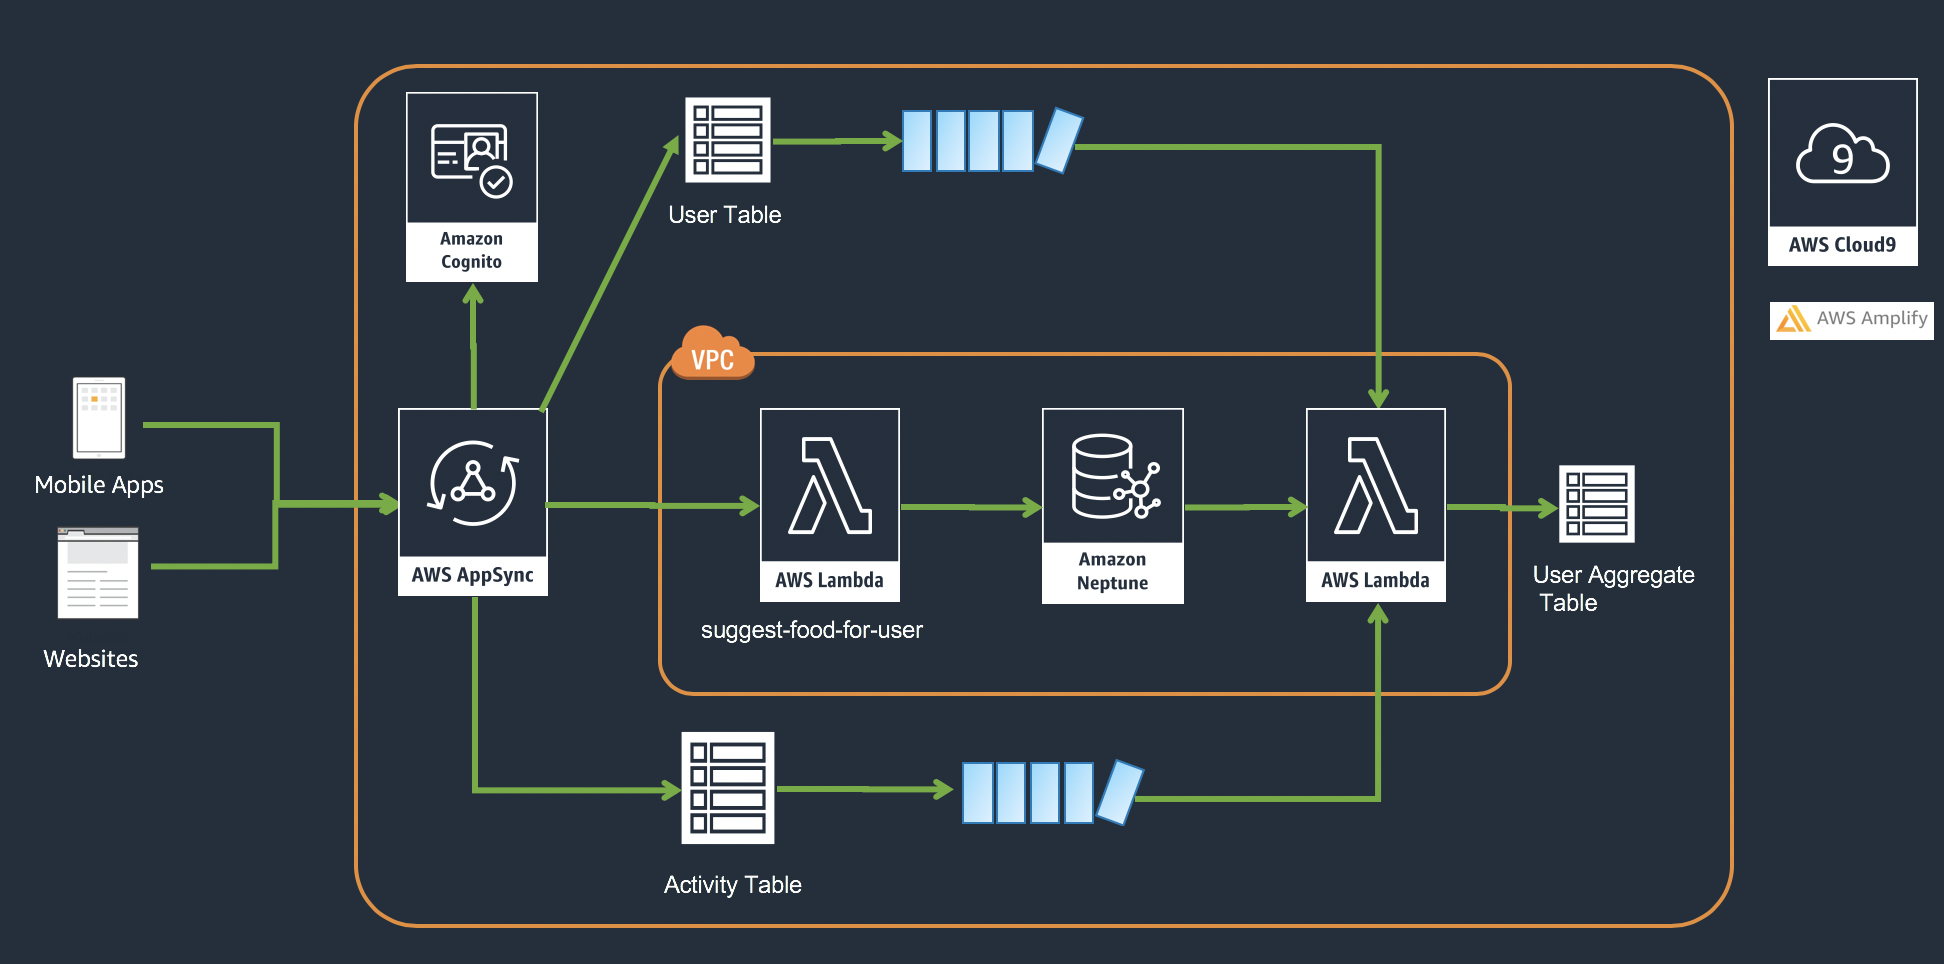 Amazon
Cognito
User Table
9
AWS Cloud9
AWS Amplify
VPC
Mobile Apps
Websites
AWS AppSync
AWS Lambda
suggest-food-for-user
Amazon
Neptune
AWS Lambda
User Aggregate
Table
Activity Table